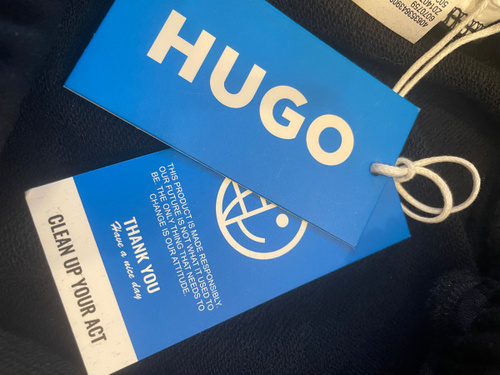 HUGO
THIS PRODUCT IS MADE RESPONSIBLY.
OUR FUTURE IS NOT WHAT IT USED TO
BE. THE ONLY THING THAT NEEDS TO
CHANGE IS OUR ATTITUDE.
THANK YOU
Have a nice day
CLEAN UP YOUR ACT